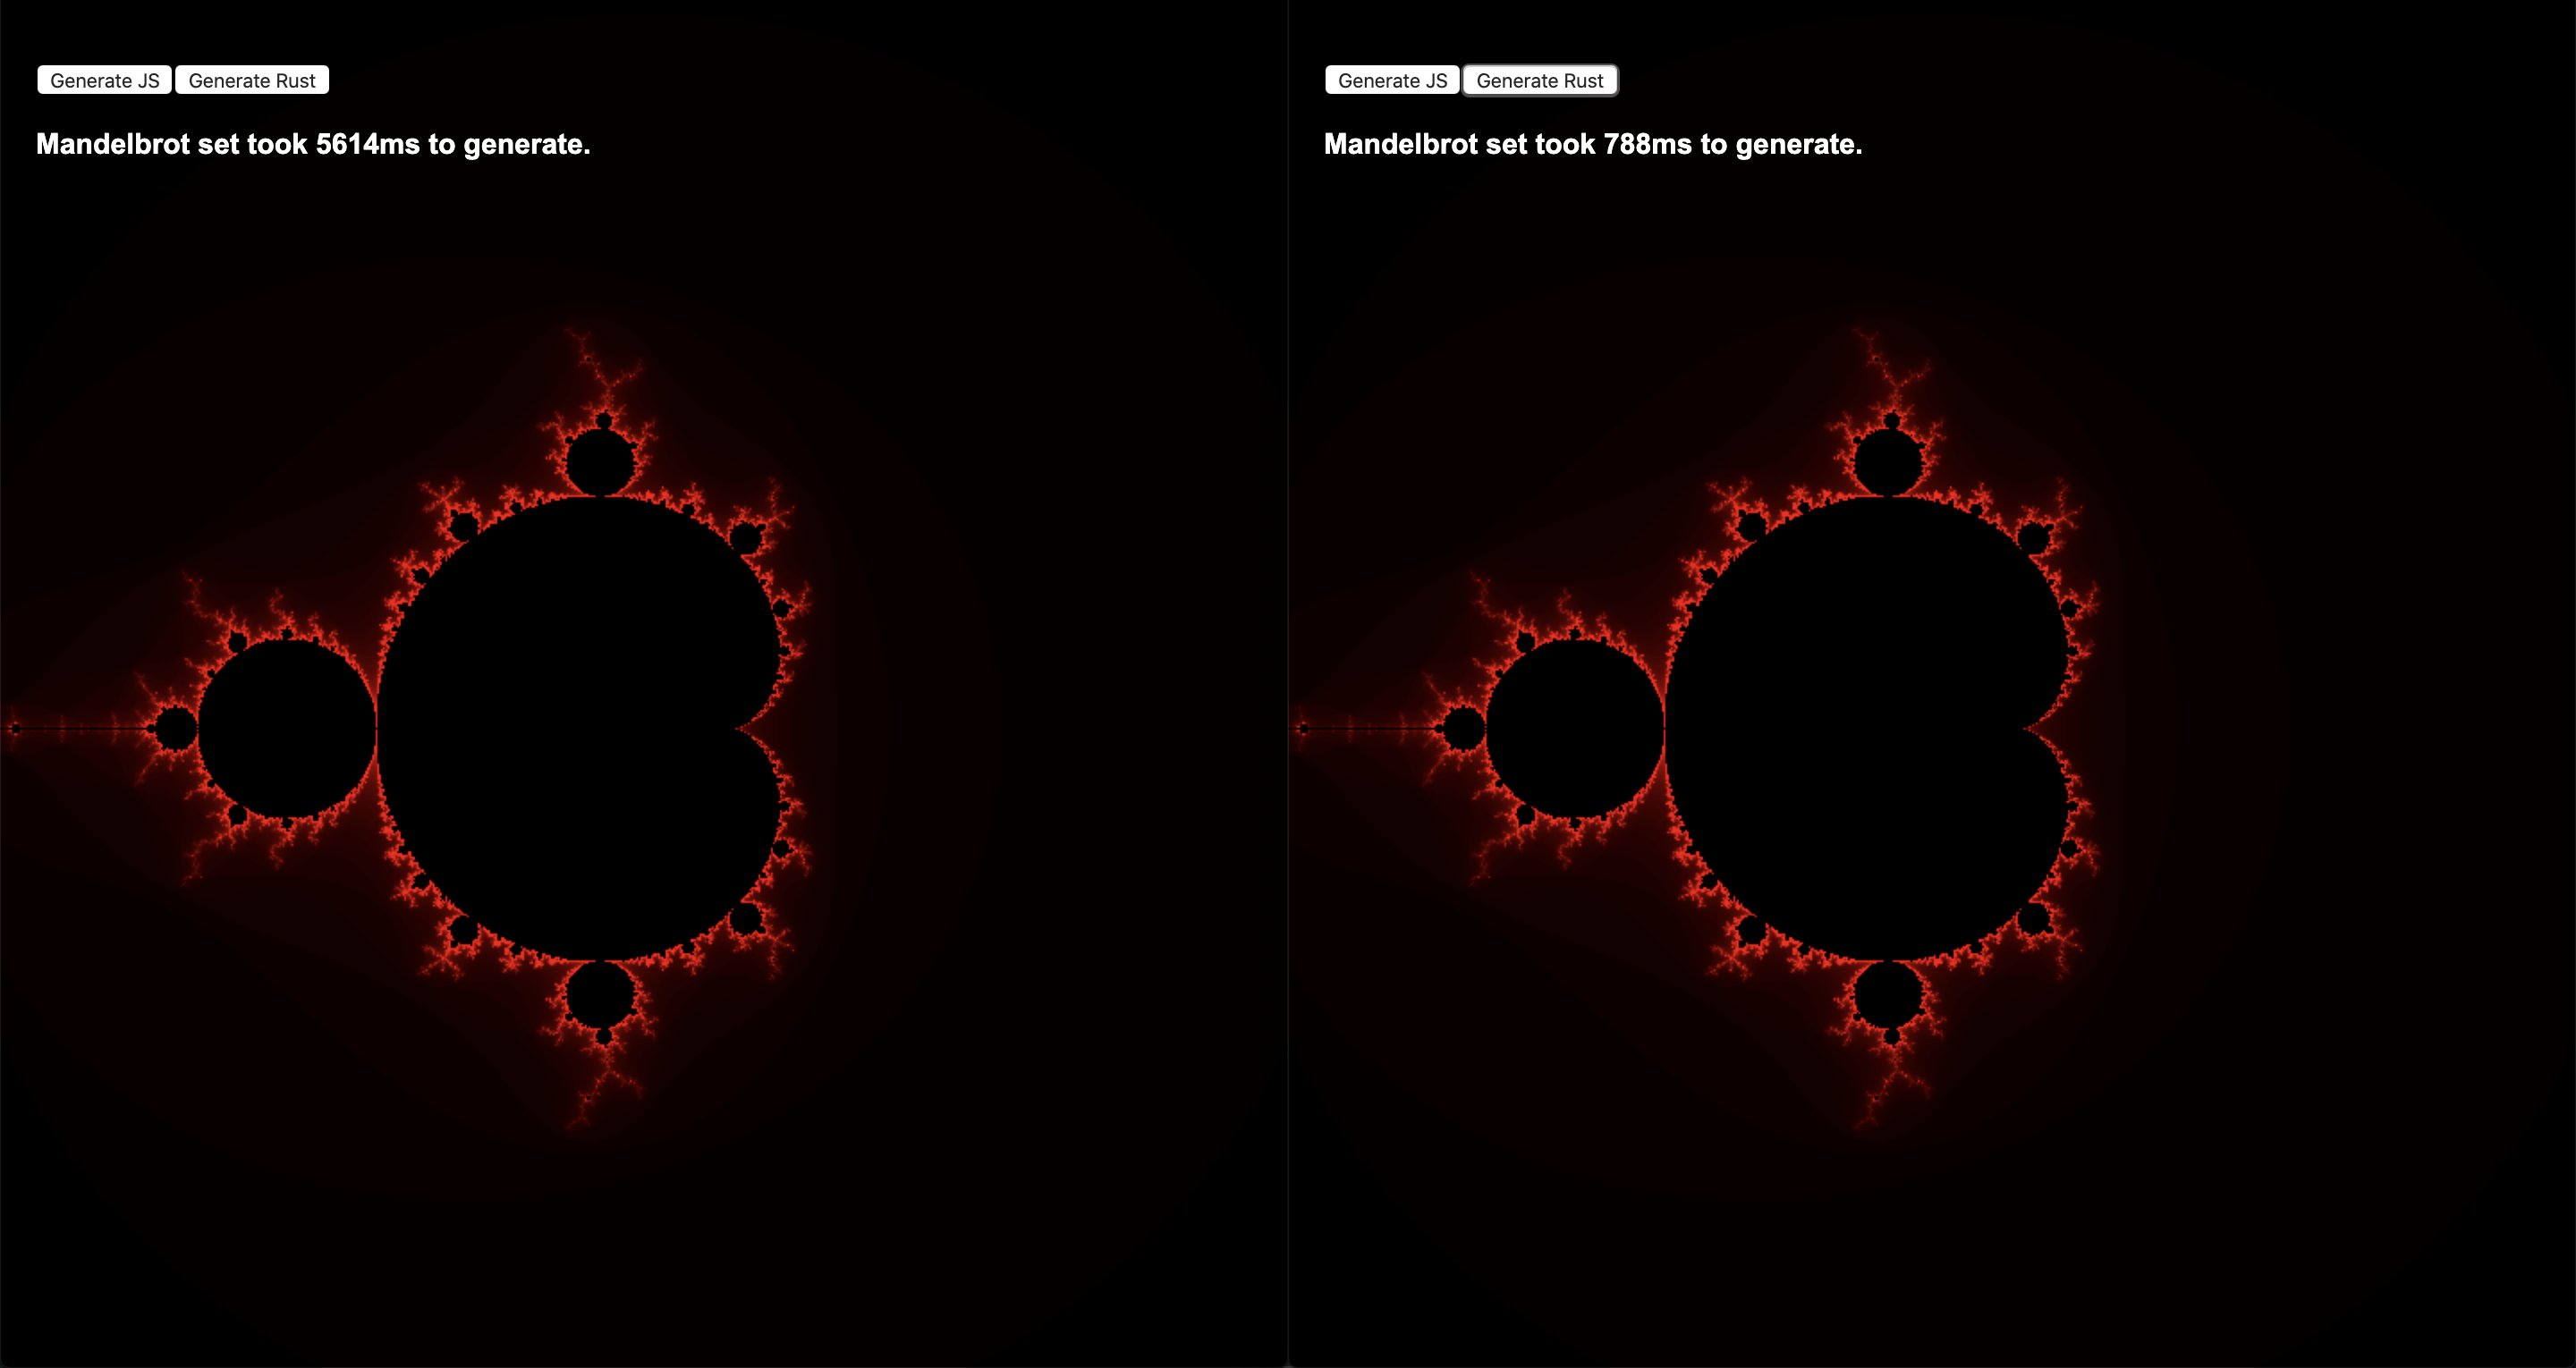 Generate JS Generate Rust
Mandelbrot set took 5614ms to generate.
Generate JS Generate Rust
Mandelbrot set took 788ms to generate.